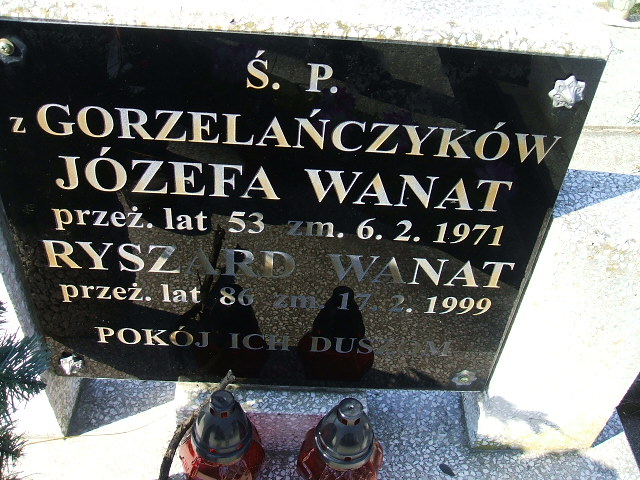 Ś. P.
z GORZELAŃCZYKÓW
JÓZEFA WANAT
przeż. lat 53 zm. 6. 2. 1971
RYSZARD WANAT
przeż. lat 86 zm. 17. 2. 1999
POKÓJ ICH DUSZOM